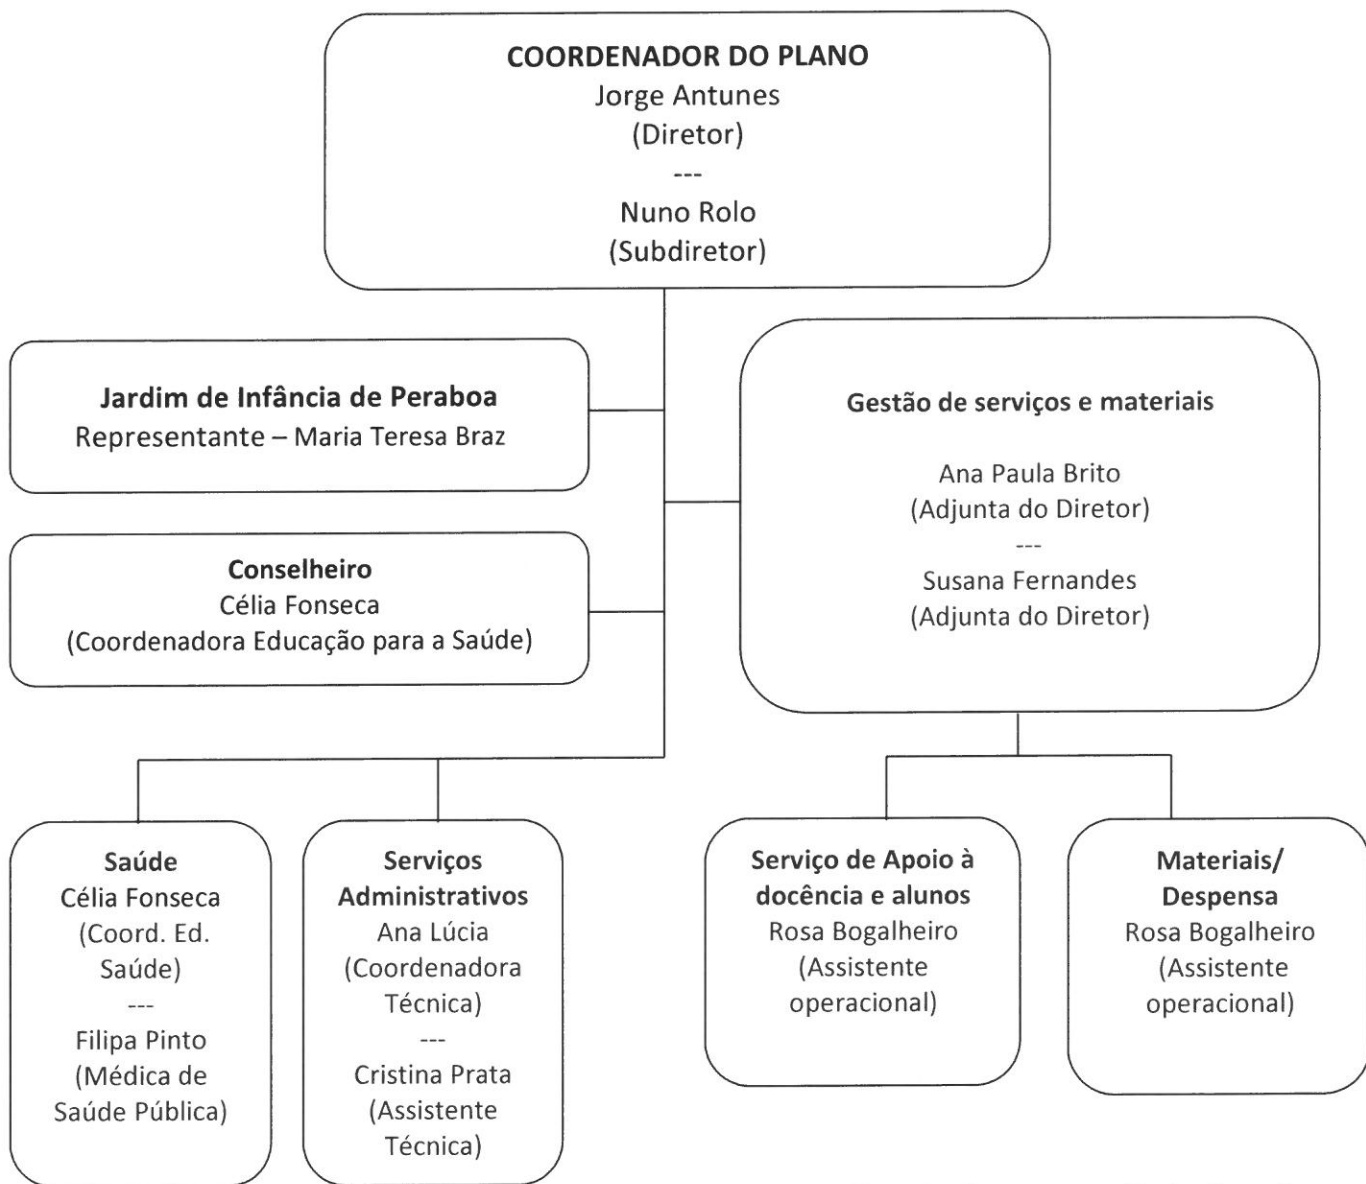 COORDENADOR DO PLANO
Jorge Antunes
(Diretor)
---
Nuno Rolo
(Subdiretor)
Jardim de Infância de Peraboa
Representante – Maria Teresa Braz
Gestão de serviços e materiais
Ana Paula Brito
(Adjunta do Diretor)
---
Susana Fernandes
(Adjunta do Diretor)
Conselheiro
Célia Fonseca
(Coordenadora Educação para a Saúde)
Saúde
Célia Fonseca
(Coord. Ed.
Saúde)
---
Filipa Pinto
(Médica de
Saúde Pública)
Serviços
Administrativos
Ana Lúcia
(Coordenadora
Técnica)
---
Cristina Prata
(Assistente
Técnica)
Serviço de Apoio à
docência e alunos
Rosa Bogalheiro
(Assistente
operacional)
Materiais/
Despensa
Rosa Bogalheiro
(Assistente
operacional)